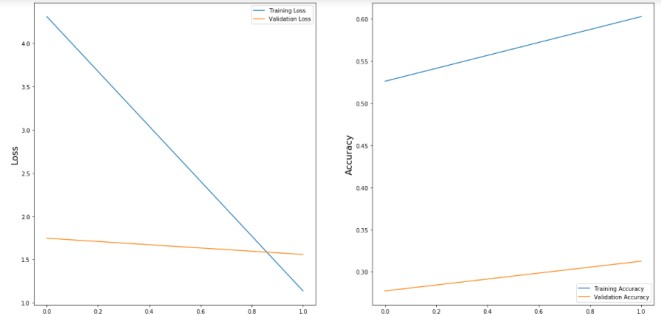 Training Loss
Validation Loss
Loss
4.0
3.5
3.0
2.5
2.0
1.5
1.0
0.0 0.2 0.4 0.6 0.8 1.0
Accuracy
0.60
0.55
0.50
0.45
0.40
0.35
0.30
Training Accuracy
Validation Accuracy
0.0 0.2 0.4 0.6 0.8 1.0